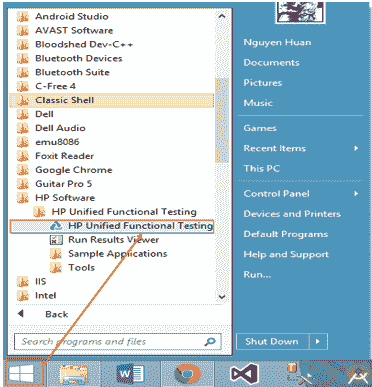 Android Studio
AVAST Software
Bloodshed Dev-C++
Bluetooth Devices
Bluetooth Suite
C-Free 4
Classic Shell
Dell
Dell Audio
emu8086
Foxit Reader
Google Chrome
Guitar Pro 5
HP Software
HP Unified Functional Testing
HP Unified Functional Testing
Run Results Viewer
Sample Applications
Tools
IIS
Intel
Back
Search programs and files
Nguyen Huan
Documents
Pictures
Music
Games
Recent Items
This PC
Control Panel
Devices and Printers
Default Programs
Help and Support
Run...
Shut Down